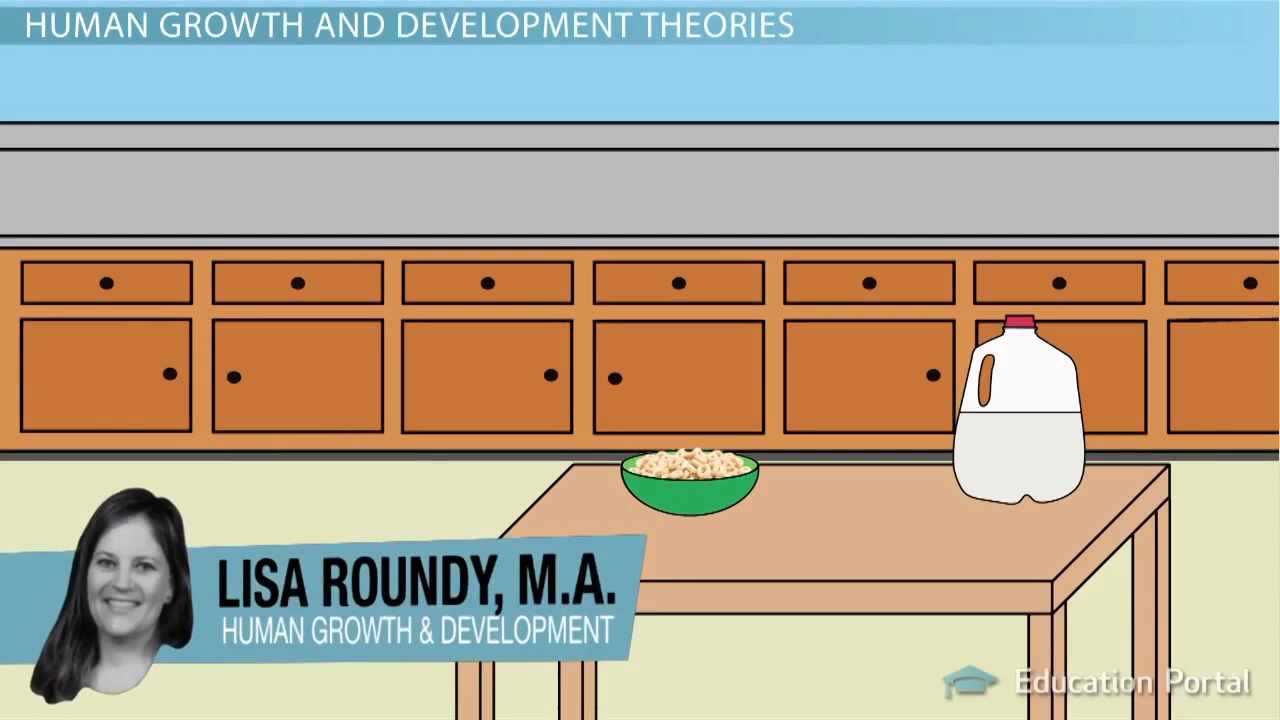 HUMAN GROWTH AND DEVELOPMENT THEORIES
LISA ROUNDY, M.A.
HUMAN GROWTH & DEVELOPMENT
Education Portal